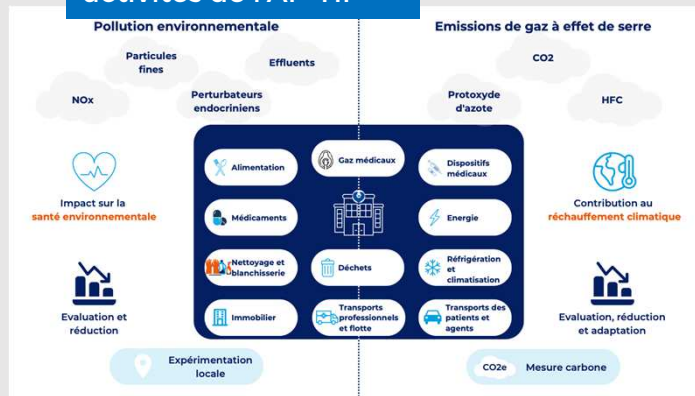 Pollution environnementale
Emissions de gaz à effet de serre
Particules
fines
Effluents
CO2
NOx
Perturbateurs
endocriniens
Protoxyde
d'azote
HFC
Alimentation
Gaz médicaux
Dispositifs
médicaux
Impact sur la
santé environnementale
Contribution au
réchauffement climatique
Médicaments
Energie
Nettoyage et
blanchisserie
Déchets
Réfrigération
et
climatisation
Evaluation et
réduction
Immobilier
Transports
professionnels
et flotte
Transports des
patients et
agents
Evaluation, réduction
et adaptation
Expérimentation
locale
CO2e
Mesure carbone